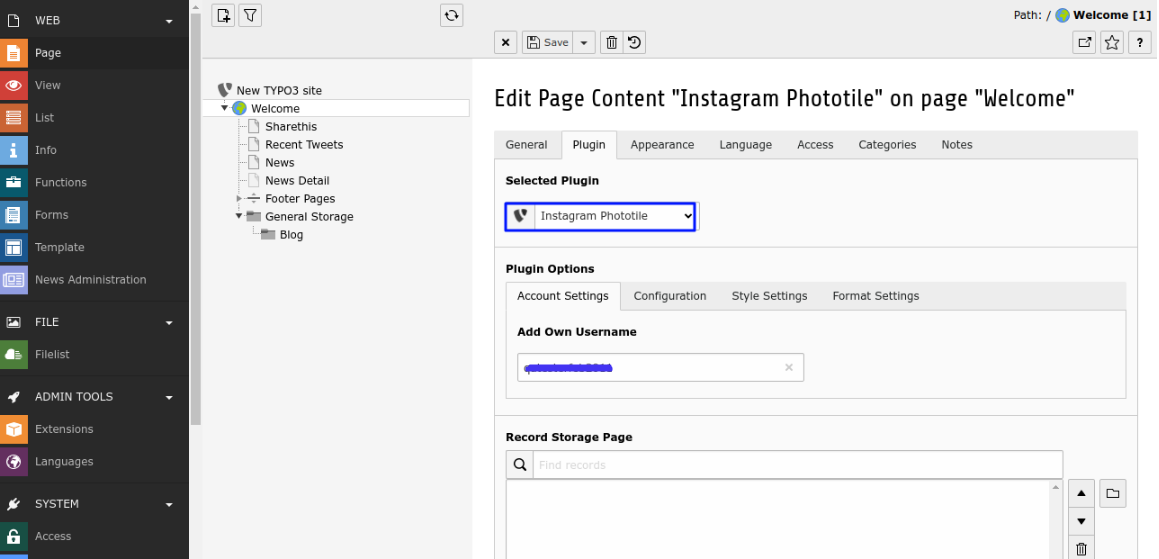 WEB
Page
View
List
Info
Functions
Forms
Template
News Administration
FILE
Filelist
ADMIN TOOLS
Extensions
Languages
SYSTEM
Access
New TYPO3 site
Welcome
Sharethis
Recent Tweets
News
News Detail
Footer Pages
General Storage
Blog
Path: / Welcome [1]
Save
?
Edit Page Content "Instagram Phototile" on page "Welcome"
General Plugin Appearance Language Access Categories Notes
Selected Plugin
Instagram Phototile
Plugin Options
Account Settings Configuration Style Settings Format Settings
Add Own Username
Record Storage Page
Find records